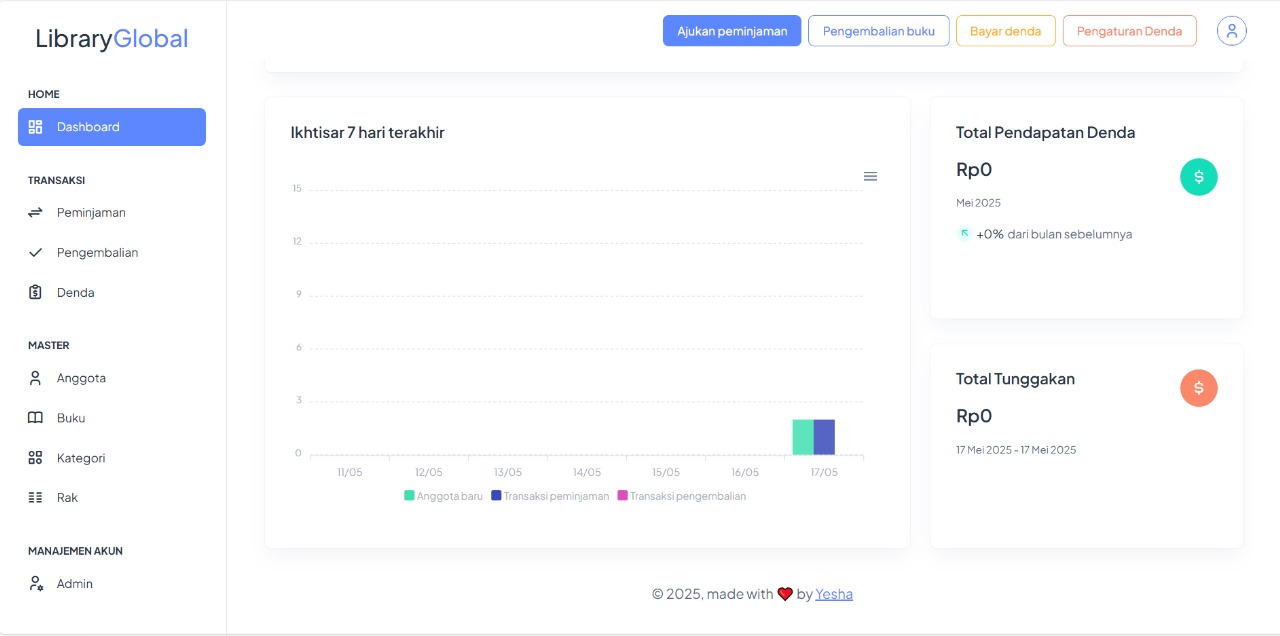 LibraryGlobal
Ajukan peminjaman
Pengembalian buku
Bayar denda
Pengaturan Denda
HOME
Dashboard
TRANSAKSI
Peminjaman
Pengembalian
Denda
MASTER
Anggota
Buku
Kategori
Rak
MANAJEMEN AKUN
Admin
Ikhtisar 7 hari terakhir
15
12
9
6
3
0
11/05 12/05 13/05 14/05 15/05 16/05 17/05
Anggota baru Transaksi peminjaman Transaksi pengembalian
Total Pendapatan Denda
Rp0
$
Mei 2025
+0% dari bulan sebelumnya
Total Tunggakan
$
Rp0
17 Mei 2025 - 17 Mei 2025
© 2025, made with ❤️ by Yesha